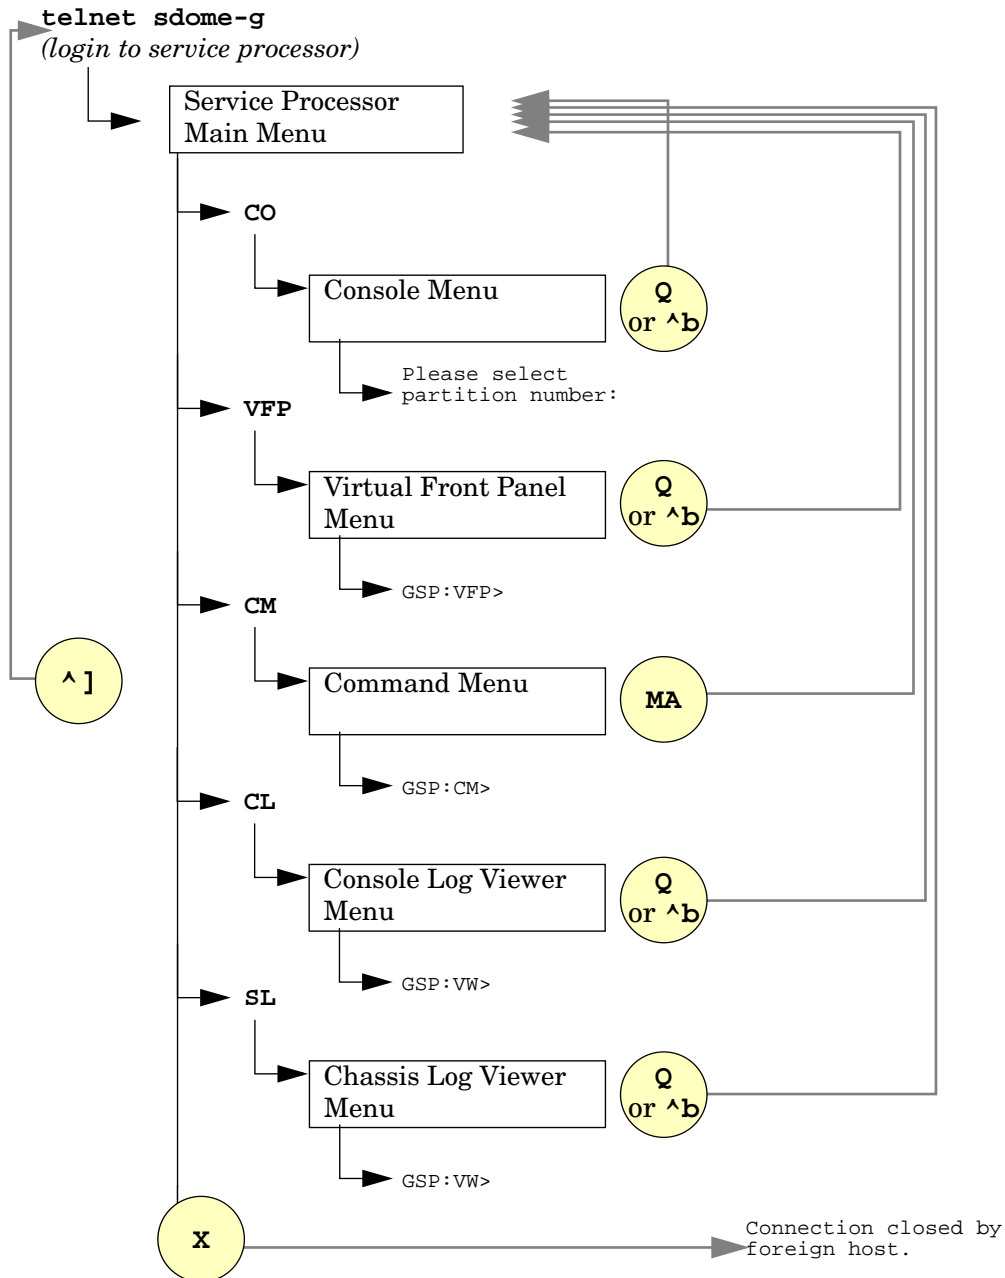 telnet sdome-g
(login to service processor)
Service Processor
Main Menu
CO
Console Menu
Q
or ^b
Please select
partition number:
VFP
Virtual Front Panel
Menu
Q
or ^b
GSP:VFP>
CM
Command Menu
MA
^]
GSP:CM>
CL
Console Log Viewer
Menu
Q
or ^b
GSP:VW>
SL
Chassis Log Viewer
Menu
Q
or ^b
GSP:VW>
X
Connection closed by
foreign host.